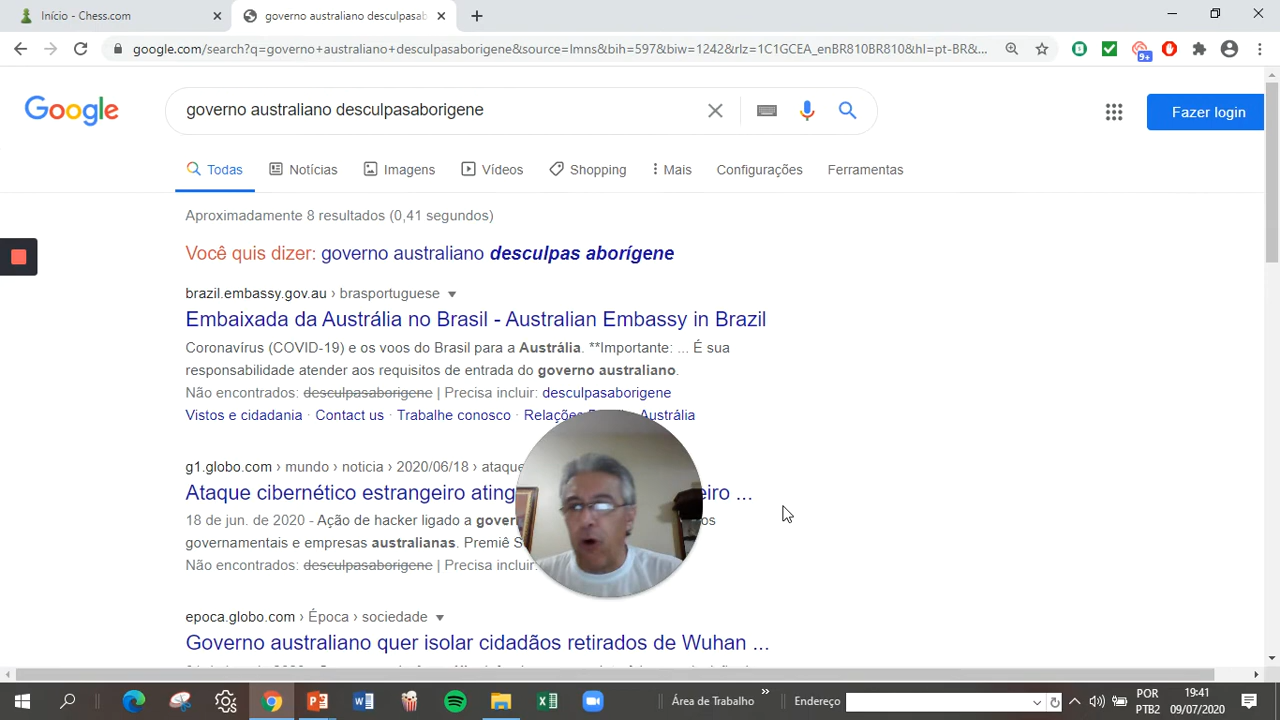 Início - Chess.com
governo australiano desculpasab
google.com/search?q=governo+australiano+desculpasaborigene&source=lmns&bih=597&biw=1242&rlz=1C1GCEA_enBR810BR810&hl=pt-BR&...
9+
Google
governo australiano desculpasaborigene
Fazer login
Todas Notícias Imagens Vídeos Shopping Mais Configurações Ferramentas
Aproximadamente 8 resultados (0,41 segundos)
Você quis dizer: governo australiano desculpas aborígene
brazil.embassy.gov.au › brasportuguese
Embaixada da Austrália no Brasil - Australian Embassy in Brazil
Coronavírus (COVID-19) e os voos do Brasil para a Austrália. **Importante: ... É sua
responsabilidade atender aos requisitos de entrada do governo australiano.
Não encontrados: desculpasaborigene | Precisa incluir: desculpasaborigene
Vistos e cidadania · Contact us · Trabalhe conosco · Relações Austrália
g1.globo.com › mundo › noticia › 2020/06/18 › ataque
Ataque cibernético estrangeiro ating eiro ...
18 de jun. de 2020 - Ação de hacker ligado a gover os
governamentais e empresas australianas. Premiê S
Não encontrados: desculpasaborigene | Precisa incluir:
epoca.globo.com › Época › sociedade
Governo australiano quer isolar cidadãos retirados de Wuhan ...
Área de Trabalho » Endereço
POR
PTB2
19:41
09/07/2020